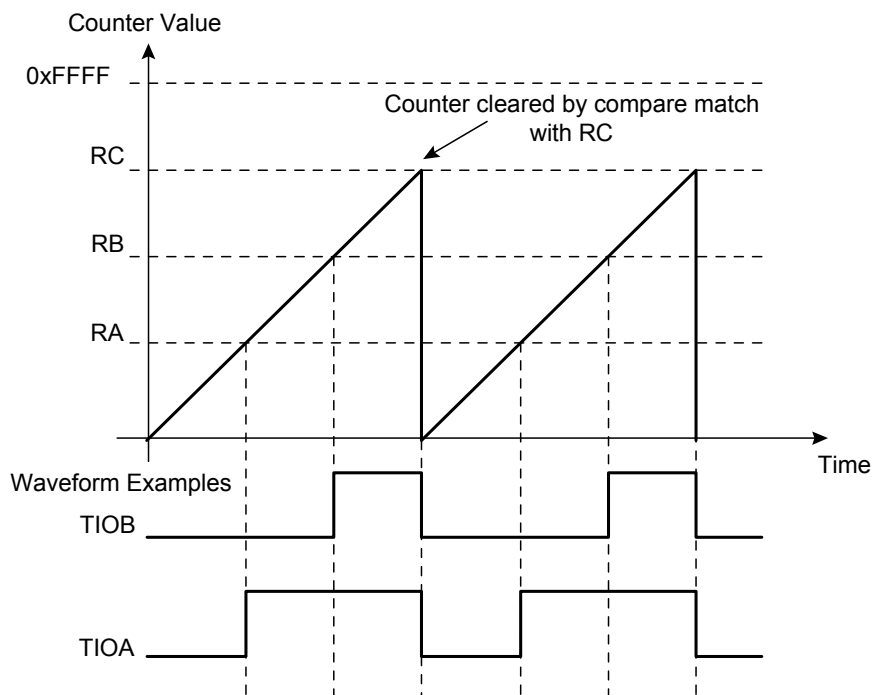 Counter Value
0xFFFF
Counter cleared by compare match
with RC
RC
RB
RA
Time
Waveform Examples
TIOB
TIOA